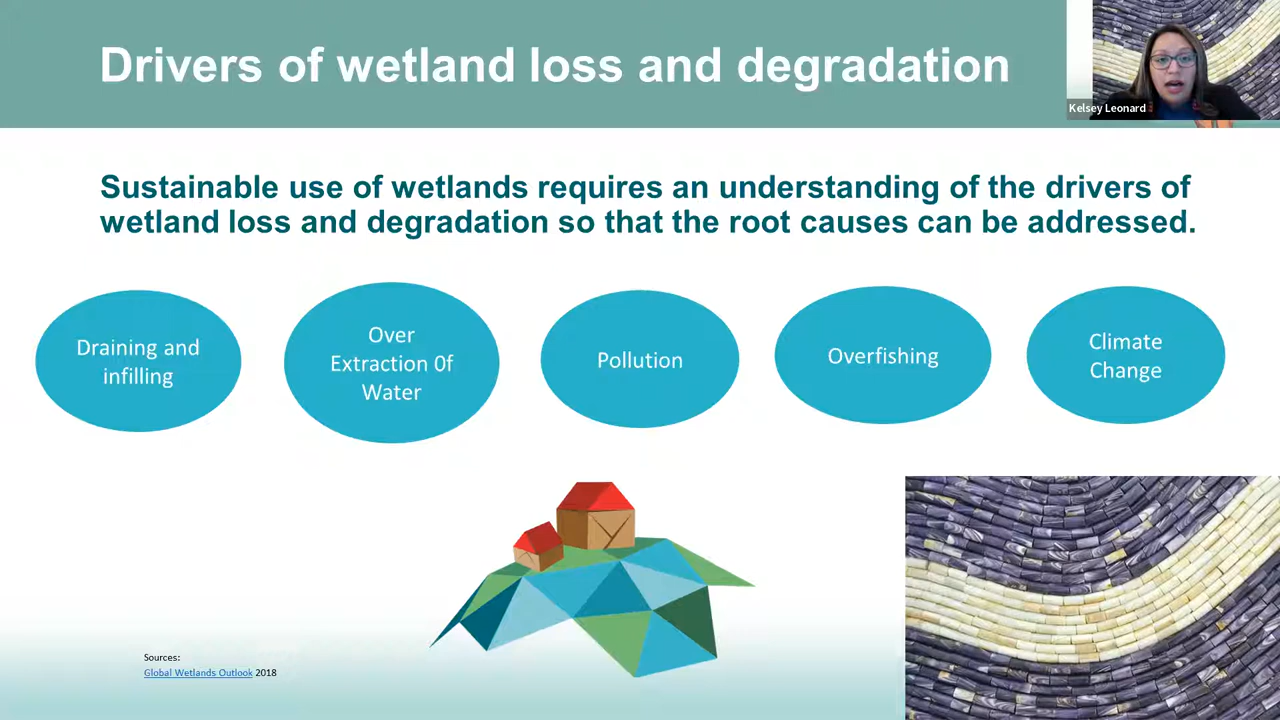 Drivers of wetland loss and degradation
Kelsey Leonard
Sustainable use of wetlands requires an understanding of the drivers of
wetland loss and degradation so that the root causes can be addressed.
Draining and
infilling
Over
Extraction 0f
Water
Pollution
Overfishing
Climate
Change
Sources:
Global Wetlands Outlook 2018